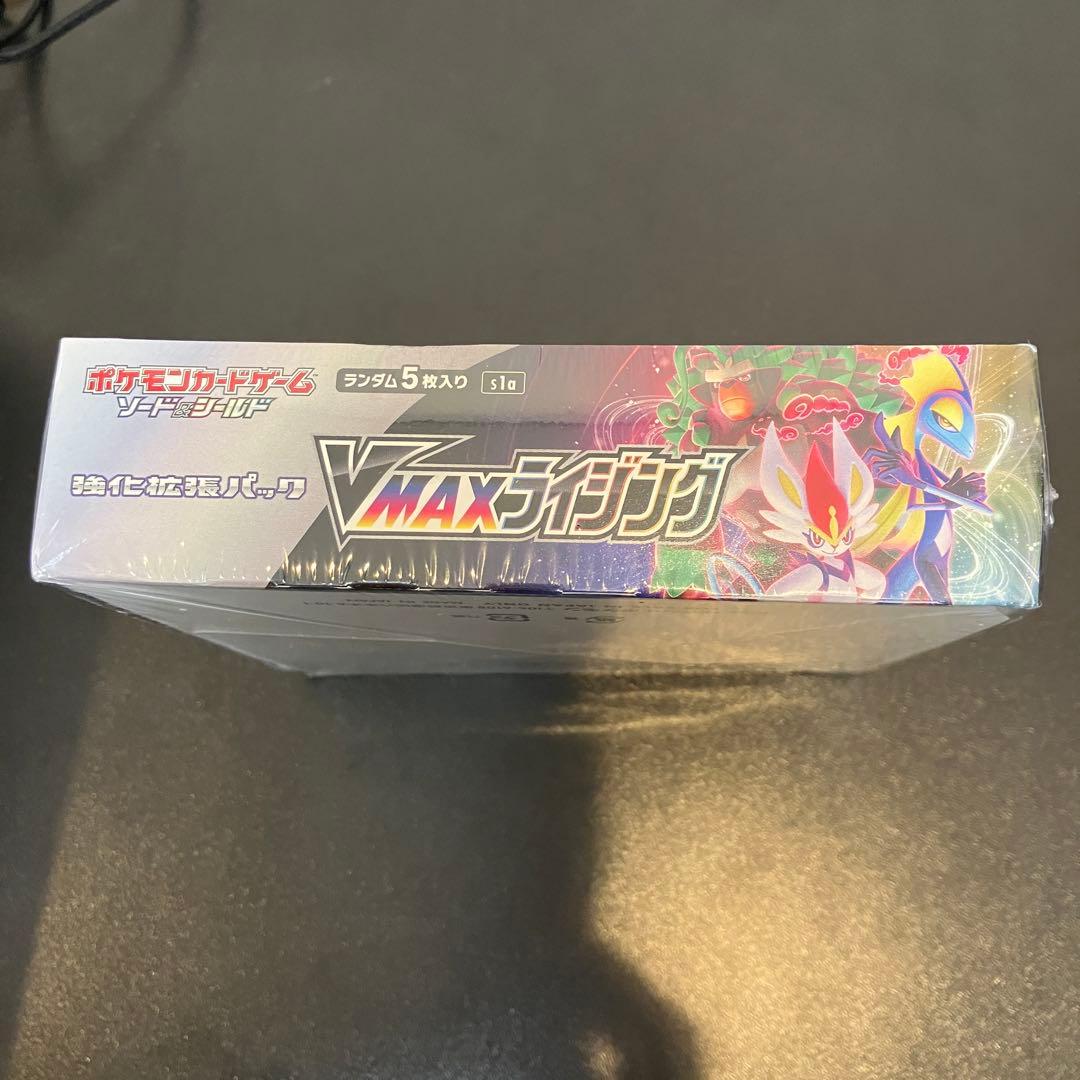 ポケモンカードゲーム
ソード&シールド
ランダム5枚入り s1a
強化拡張パック
VMAXライジング